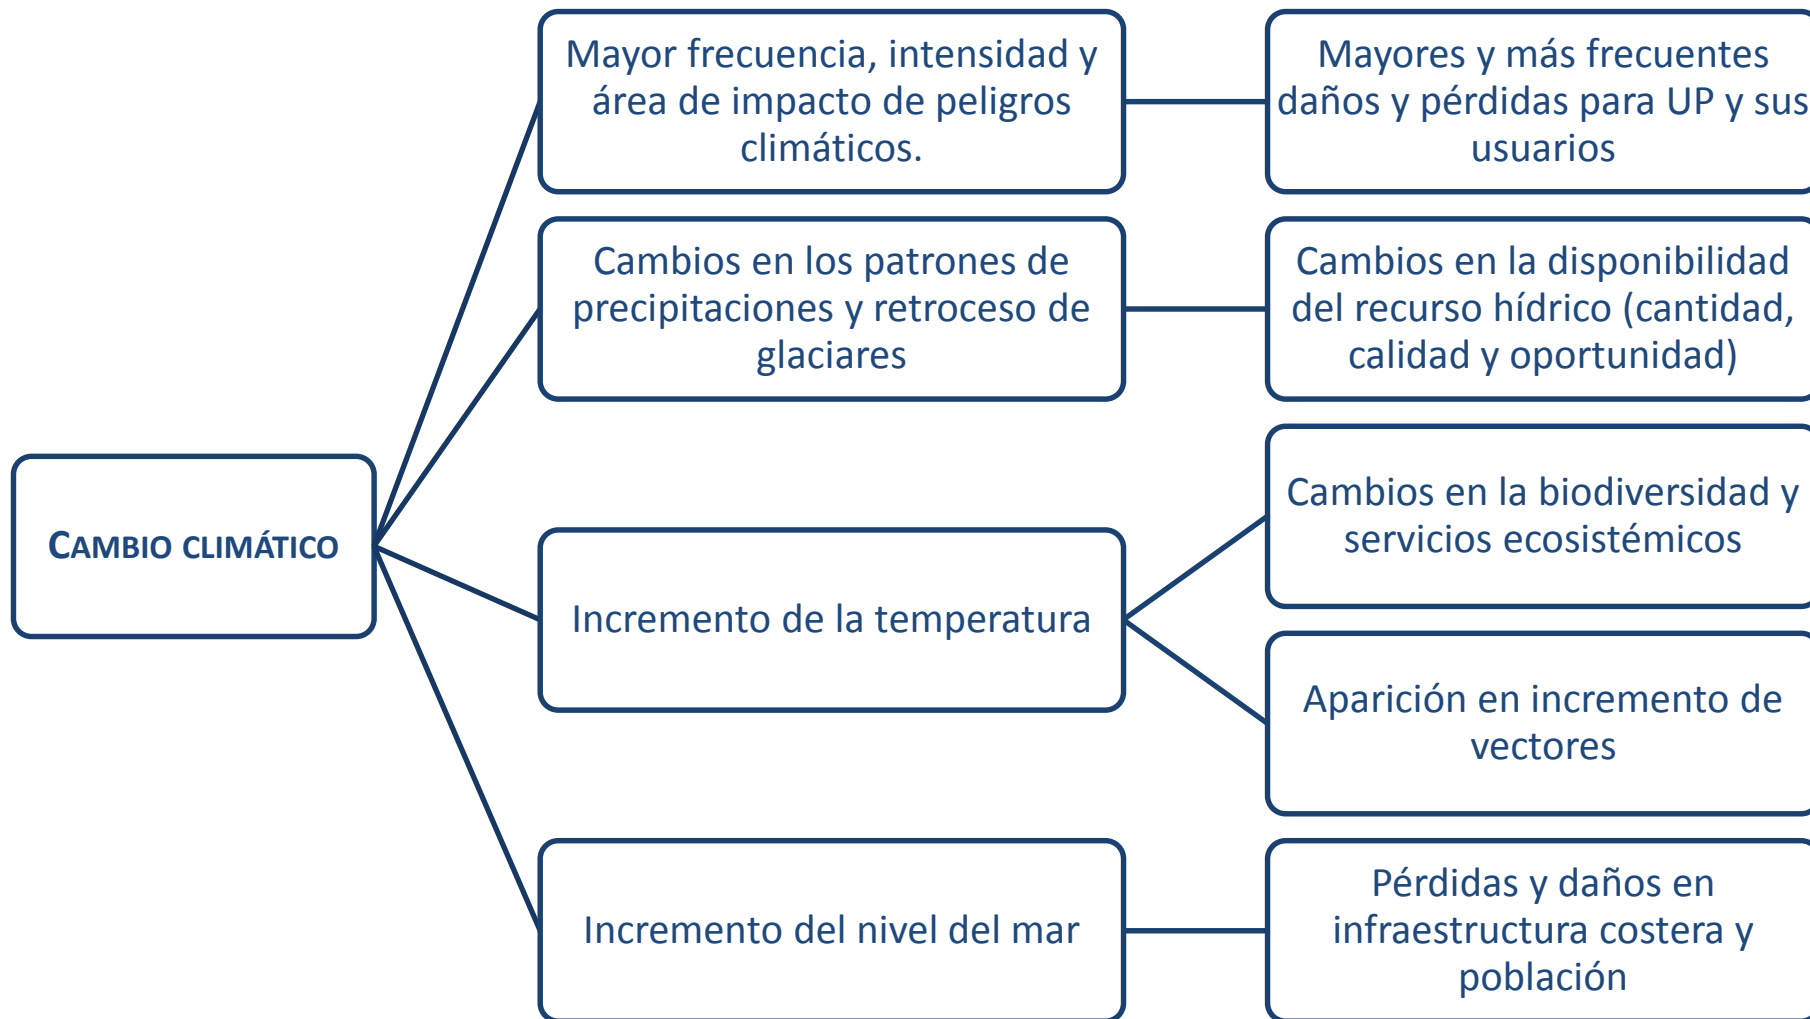 Mayor frecuencia, intensidad y
área de impacto de peligros
climáticos.
Mayores y más frecuentes
daños y pérdidas para UP y sus
usuarios
Cambios en los patrones de
precipitaciones y retroceso de
glaciares
Cambios en la disponibilidad
del recurso hídrico (cantidad,
calidad y oportunidad)
CAMBIO CLIMÁTICO
Incremento de la temperatura
Cambios en la biodiversidad y
servicios ecosistémicos
Aparición en incremento de
vectores
Incremento del nivel del mar
Pérdidas y daños en
infraestructura costera y
población